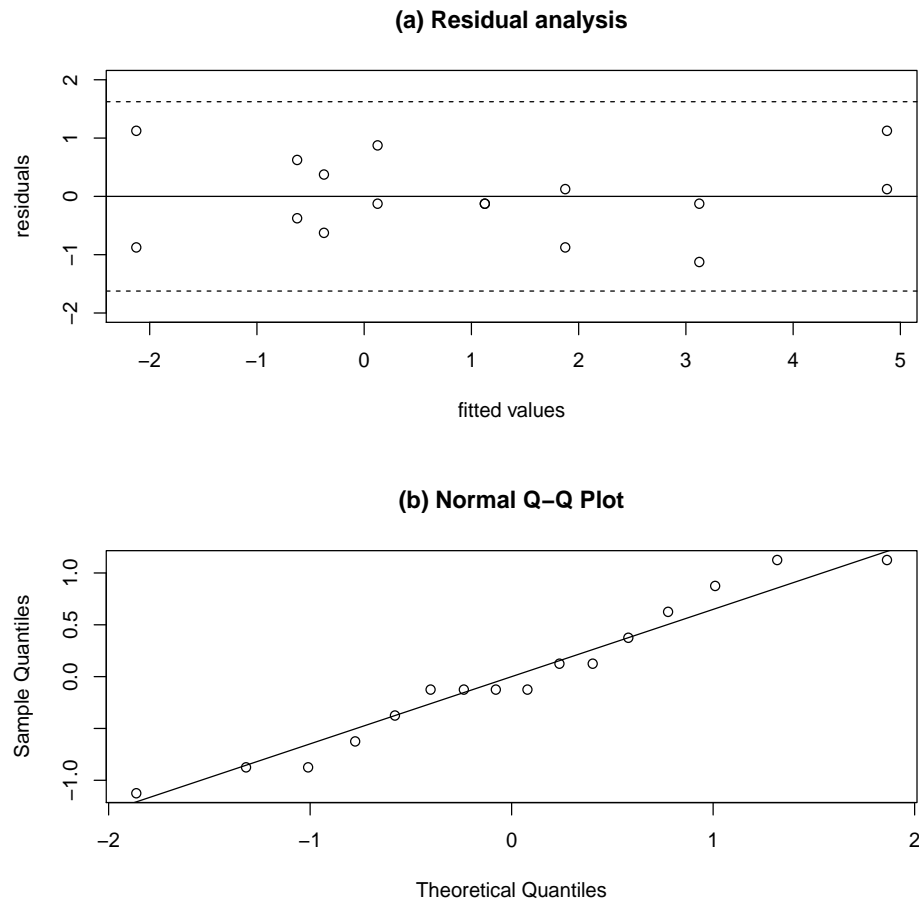 (a) Residual analysis
2
1
0
−1
−2
residuals
−2 −1 0 1 2 3 4 5
fitted values
(b) Normal Q−Q Plot
1.0
0.5
0.0
−1.0
Sample Quantiles
−2 −1 0 1 2
Theoretical Quantiles